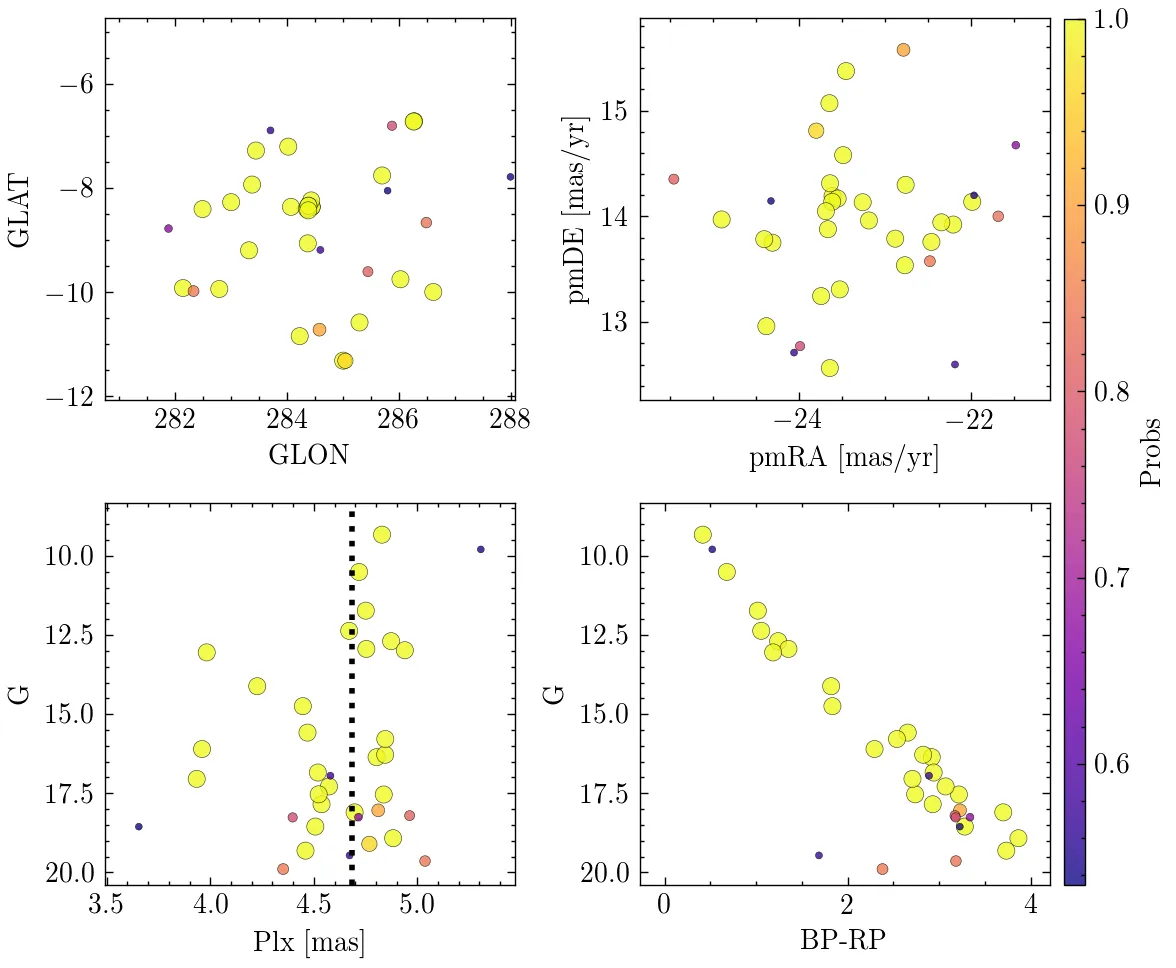 −6
−8
−10
−12
GLAT
282 284 286 288
GLON
15
14
13
pmDE [mas/yr]
−24 −22
pmRA [mas/yr]
1.0
0.9
0.8
0.7
0.6
Probs
10.0
12.5
15.0
17.5
20.0
G
3.5 4.0 4.5 5.0
Plx [mas]
10.0
12.5
15.0
17.5
20.0
G
0 2 4
BP-RP